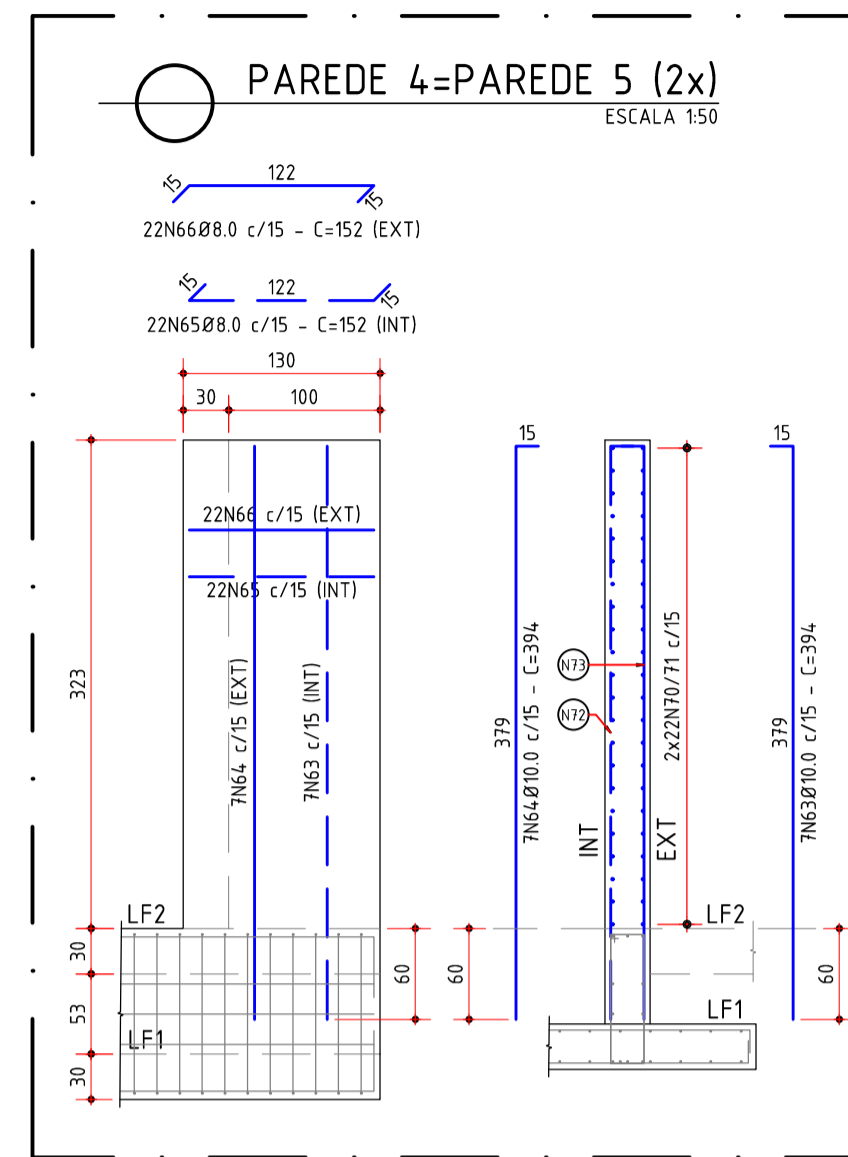 PAREDE 4=PAREDE 5 (2x)
ESCALA 1:50
15
122
15
22N66Ø8.0 c/15 - C=152 (EXT)
15
122
15
22N65Ø8.0 c/15 - C=152 (INT)
130
30
100
22N66 c/15 (EXT)
22N65 c/15 (INT)
7N64 c/15 (EXT)
7N63 c/15 (INT)
323
LF2
30
53
LF1
30
60
60
15
379
7N64Ø10.0 c/15 - C=394
N73
N72
INT
EXT
2x22N70/71 c/15
LF2
LF1
15
379
7N63Ø10.0 c/15 - C=394
60